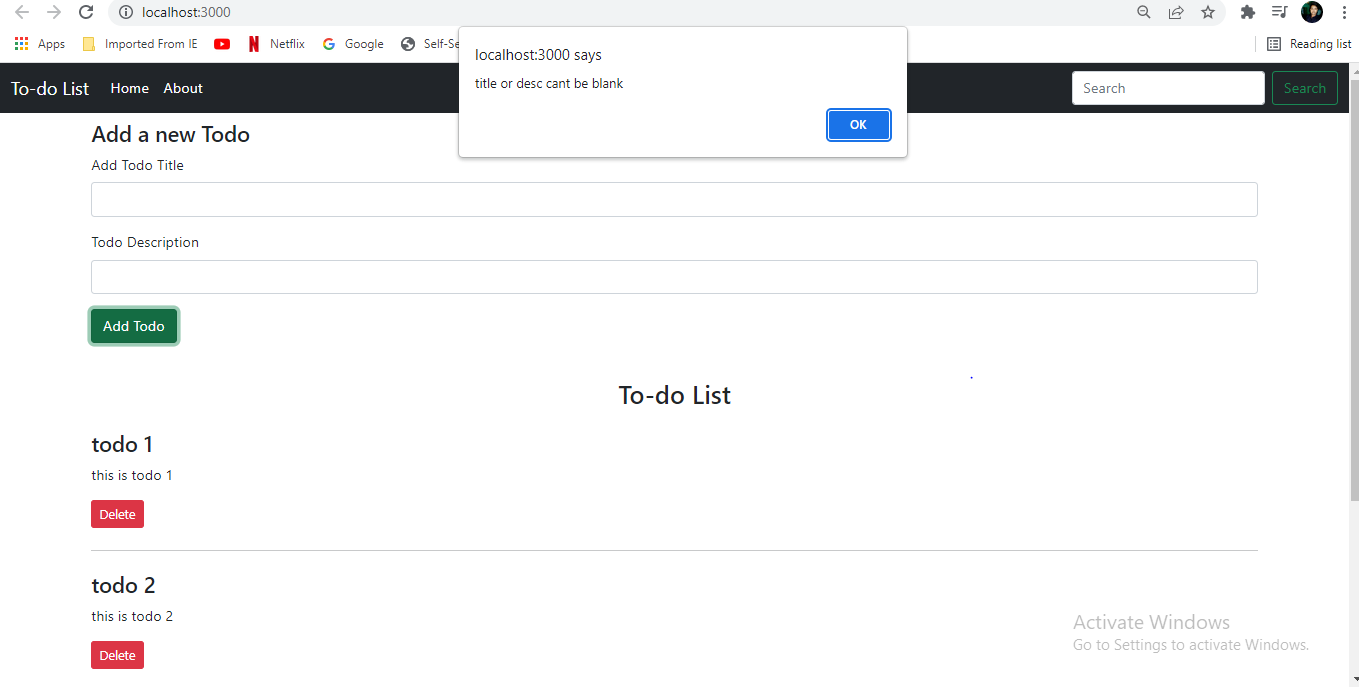 localhost:3000
Apps
Imported From IE
Netflix
Google
Self-Se
Reading list
localhost:3000 says
title or desc cant be blank
OK
To-do List
Home
About
Search
Search
Add a new Todo
Add Todo Title
Todo Description
Add Todo
To-do List
todo 1
this is todo 1
Delete
todo 2
this is todo 2
Delete
Activate Windows
Go to Settings to activate Windows.